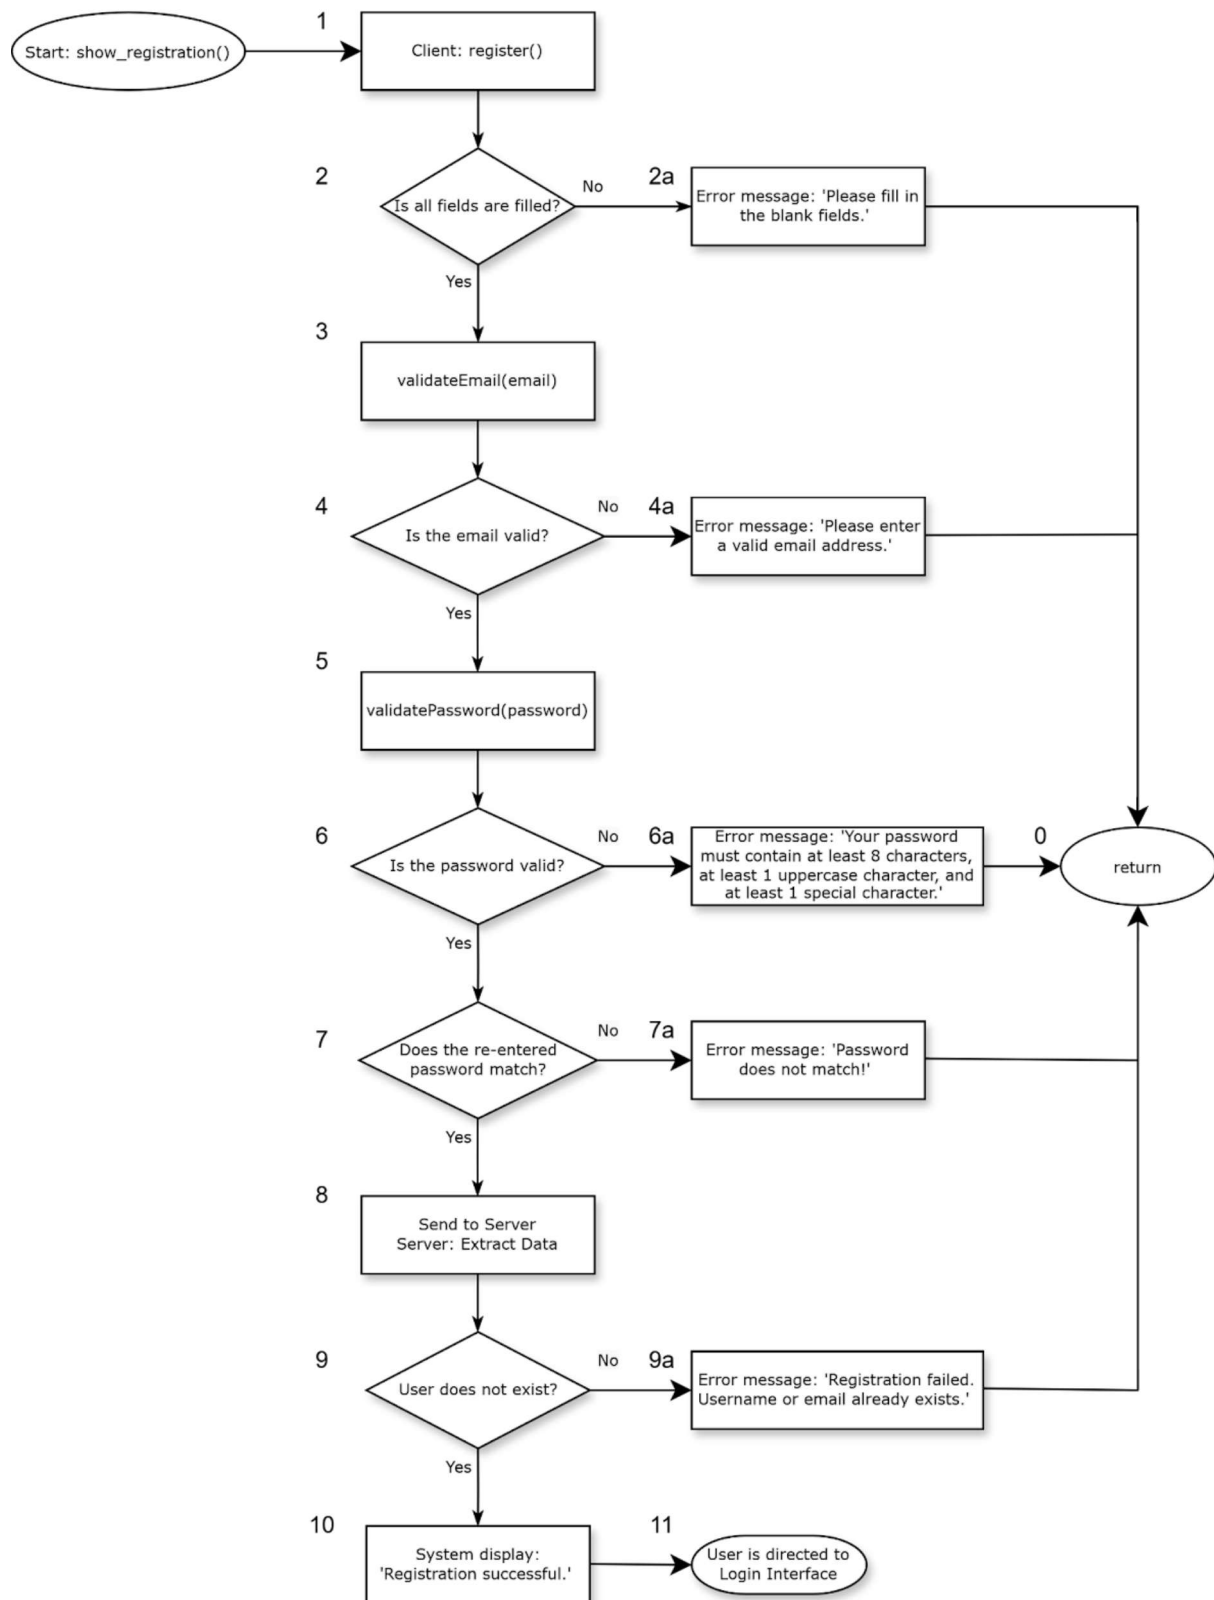 1
Start: show_registration()
Client: register()
2
Is all fields are filled?
No
2a
Error message: 'Please fill in
the blank fields.'
Yes
3
validateEmail(email)
4
Is the email valid?
No
4a
Error message: 'Please enter
a valid email address.'
Yes
5
validatePassword(password)
6
Is the password valid?
No
6a
Error message: 'Your password
must contain at least 8 characters,
at least 1 uppercase character, and
at least 1 special character.'
0
return
Yes
7
Does the re-entered
password match?
No
7a
Error message: 'Password
does not match!'
Yes
8
Send to Server
Server: Extract Data
9
User does not exist?
No
9a
Error message: 'Registration failed.
Username or email already exists.'
Yes
10
System display:
'Registration successful.'
11
User is directed to
Login Interface